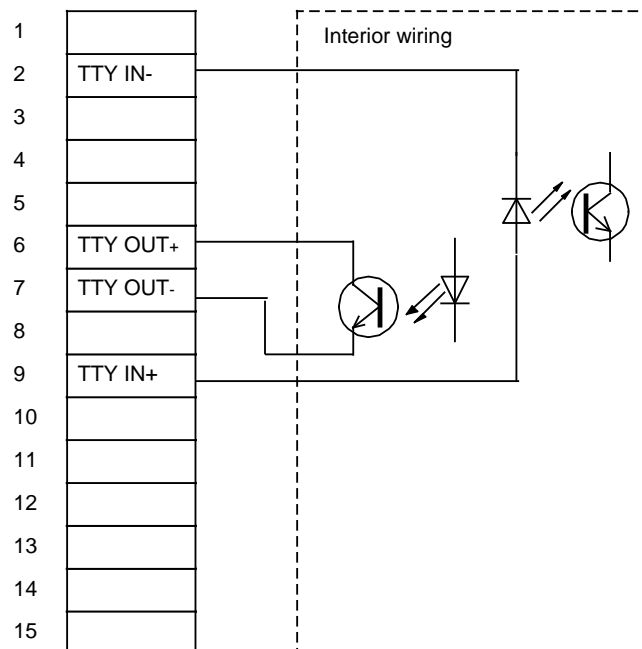 Interior wiring
1
2 TTY IN-
3
4
5
6 TTY OUT+
7 TTY OUT-
8
9 TTY IN+
10
11
12
13
14
15